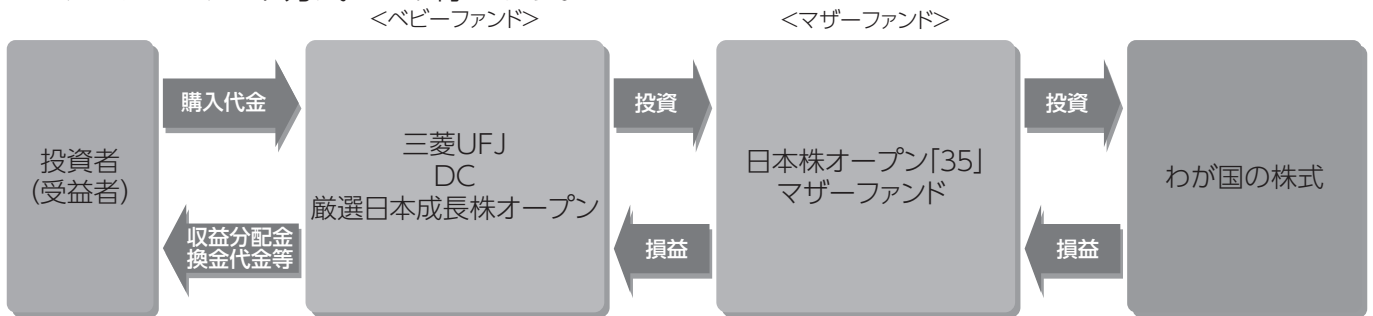 <ベビーファンド>
<マザーファンド>
投資者
(受益者)
購入代金
収益分配金
換金代金等
三菱UFJ
DC
厳選日本成長株オープン
投資
損益
日本株オープン「35」
マザーファンド
投資
損益
わが国の株式